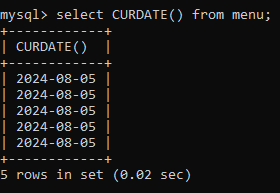 mysql> select CURDATE() from menu;
+------------+
| CURDATE()  |
+------------+
| 2024-08-05 |
| 2024-08-05 |
| 2024-08-05 |
| 2024-08-05 |
| 2024-08-05 |
+------------+
5 rows in set (0.02 sec)